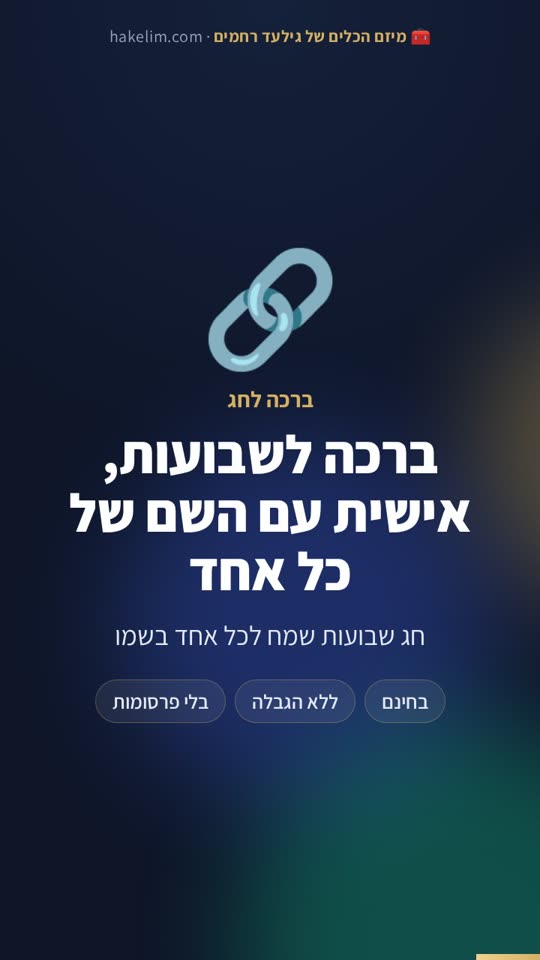 🧰 מיזם הכלים של גילעד רחמים · hakelim.com
ברכה לחג
ברכה לשבועות,
אישית עם השם של
כל אחד
חג שבועות שמח לכל אחד בשמו
בחינם
ללא הגבלה
בלי פרסומות